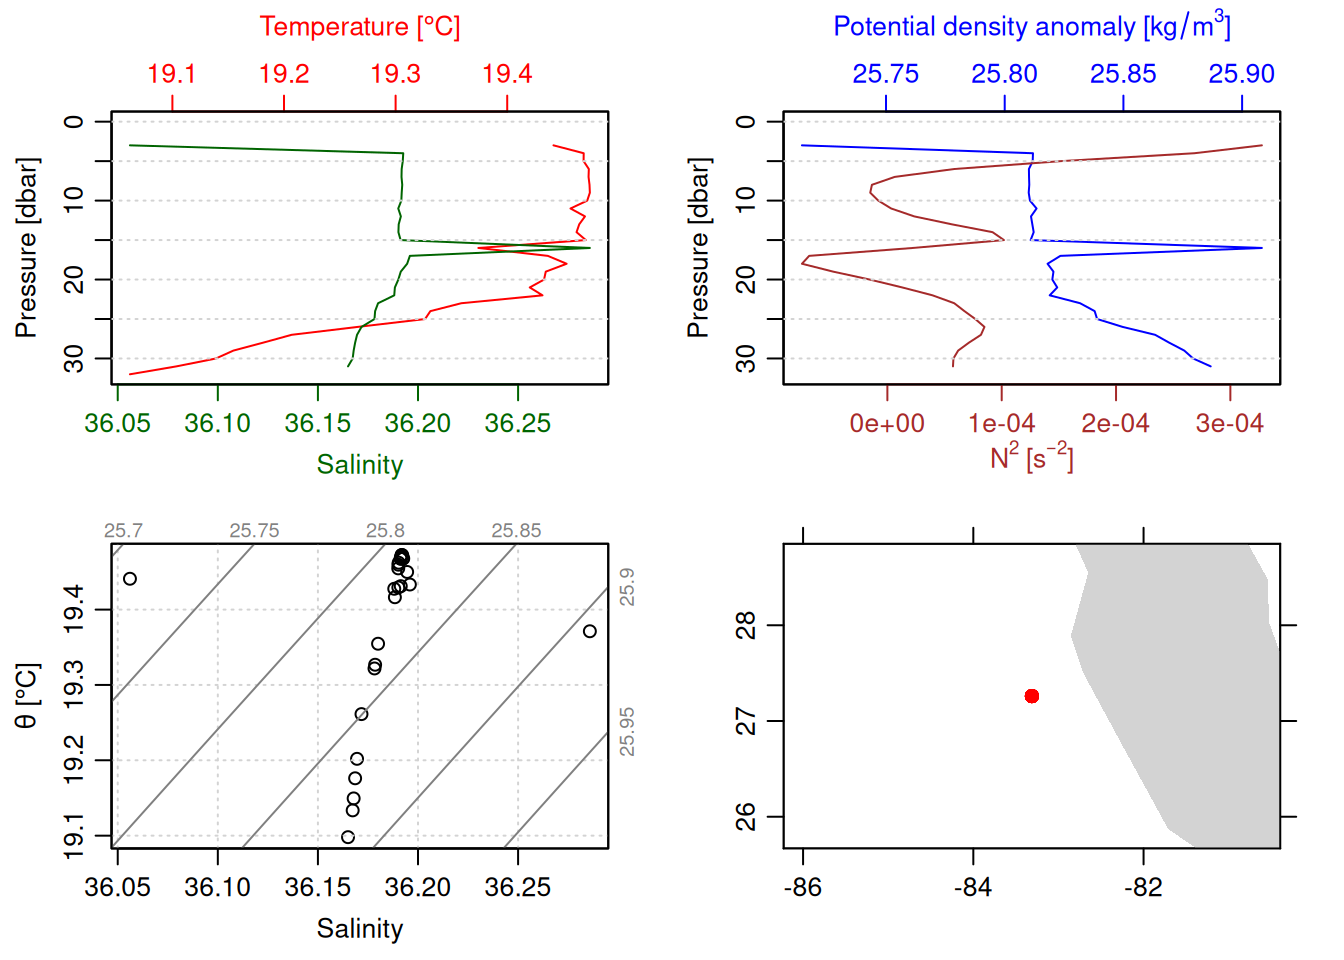 Temperature [°C]
19.1 19.2 19.3 19.4
Pressure [dbar]
0 10 20 30
36.05 36.10 36.15 36.20 36.25
Salinity
Potential density anomaly [kg/m³]
25.75 25.80 25.85 25.90
Pressure [dbar]
0 10 20 30
0e+00 1e-04 2e-04 3e-04
N² [s⁻²]
25.7 25.75 25.8 25.85
25.9
25.95
θ [°C]
19.4 19.3 19.2 19.1
36.05 36.10 36.15 36.20 36.25
Salinity
28 27 26
-86 -84 -82